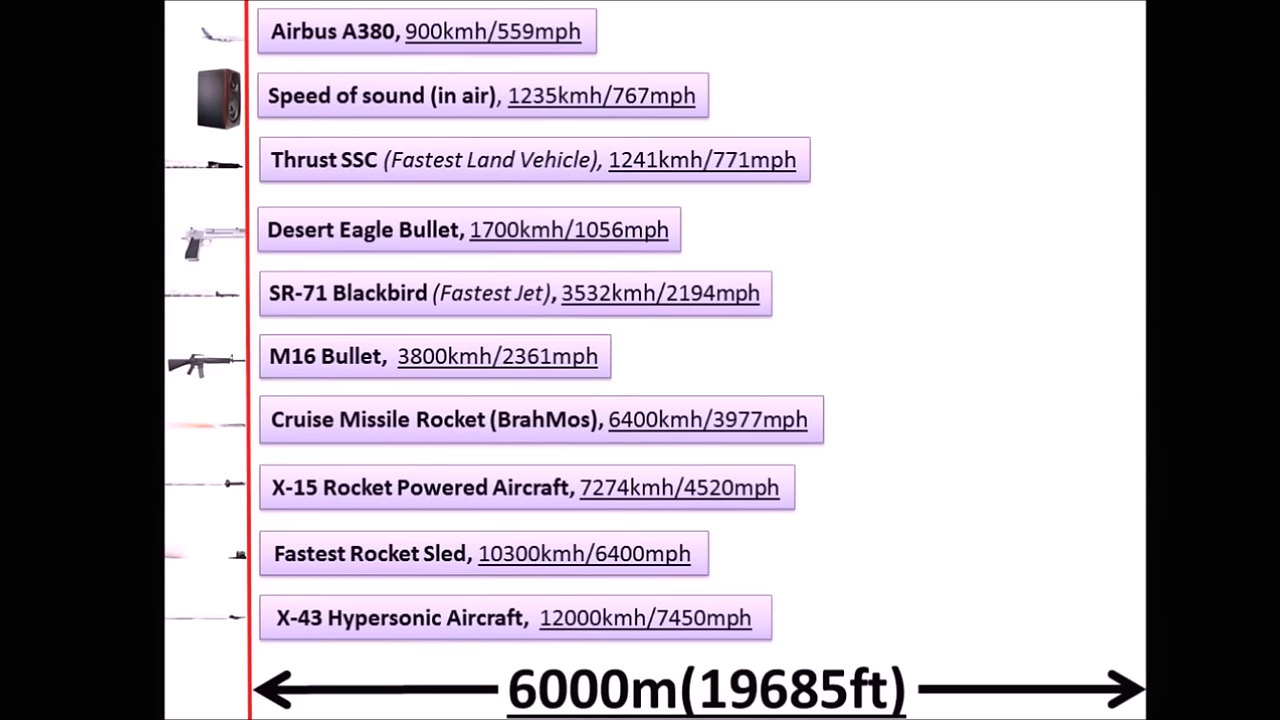 Airbus A380, 900kmh/559mph
Speed of sound (in air), 1235kmh/767mph
Thrust SSC (Fastest Land Vehicle), 1241kmh/771mph
Desert Eagle Bullet, 1700kmh/1056mph
SR-71 Blackbird (Fastest Jet), 3532kmh/2194mph
M16 Bullet, 3800kmh/2361mph
Cruise Missile Rocket (BrahMos), 6400kmh/3977mph
X-15 Rocket Powered Aircraft, 7274kmh/4520mph
Fastest Rocket Sled, 10300kmh/6400mph
X-43 Hypersonic Aircraft, 12000kmh/7450mph
6000m(19685ft)